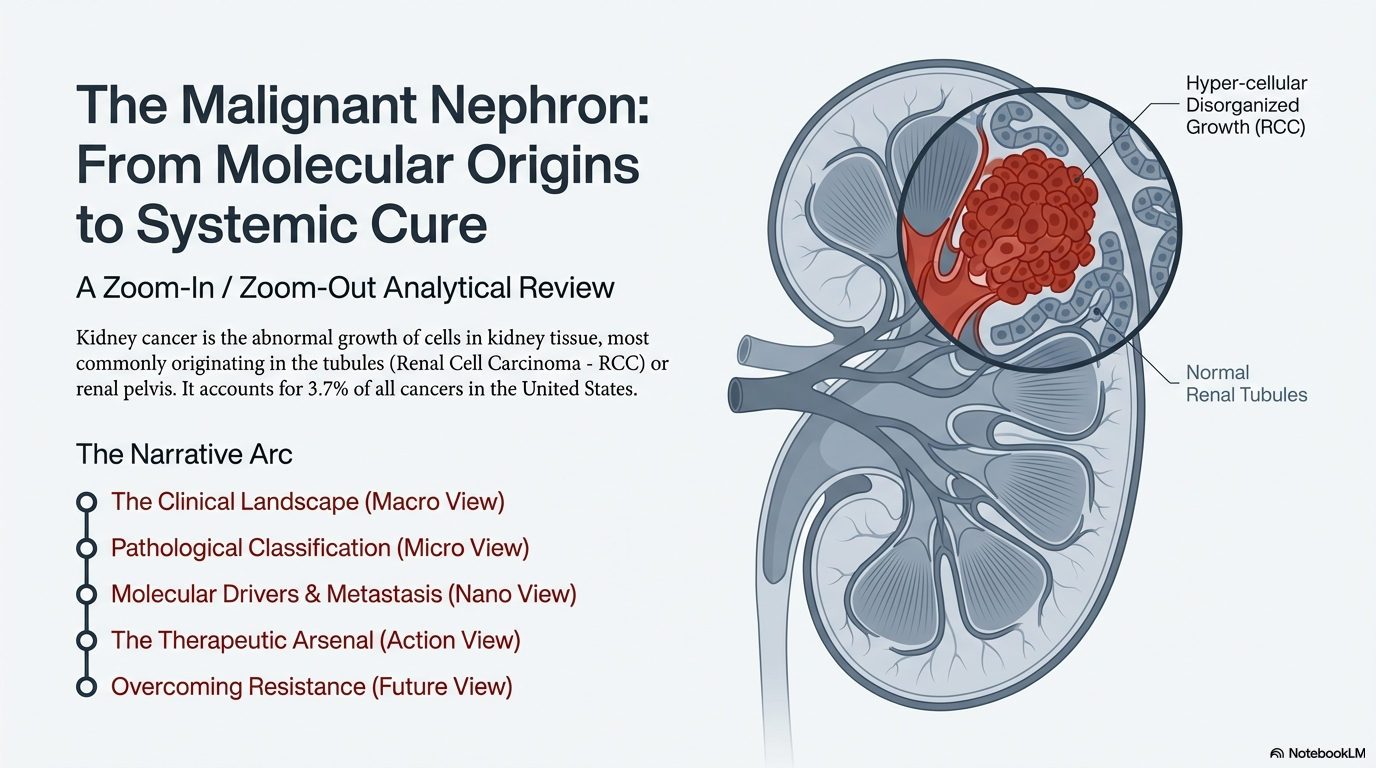 The Malignant Nephron:
From Molecular Origins
to Systemic Cure
A Zoom-In / Zoom-Out Analytical Review
Kidney cancer is the abnormal growth of cells in kidney tissue, most
commonly originating in the tubules (Renal Cell Carcinoma - RCC) or
renal pelvis. It accounts for 3.7% of all cancers in the United States.
The Narrative Arc
The Clinical Landscape (Macro View)
Pathological Classification (Micro View)
Molecular Drivers & Metastasis (Nano View)
The Therapeutic Arsenal (Action View)
Overcoming Resistance (Future View)
Hyper-cellular
Disorganized
Growth (RCC)
Normal
Renal Tubules
NotebookLM